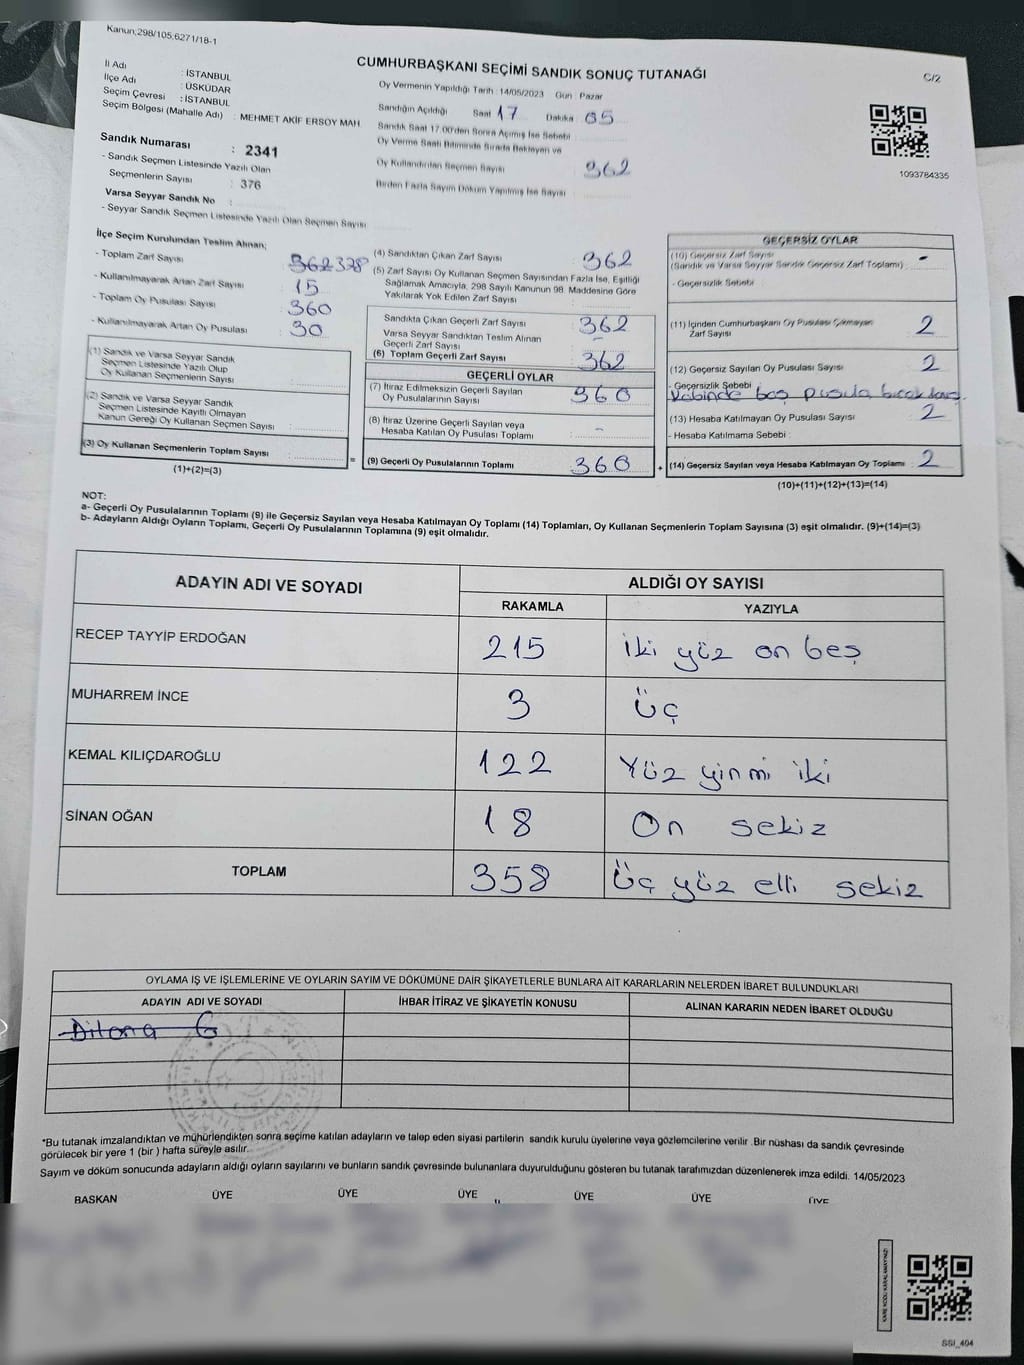 Kanun;298/105,6271/18-1
CUMHURBAŞKANI SEÇİMİ SANDIK SONUÇ TUTANAĞI
C/2
İl Adı : İSTANBUL
İlçe Adı : ÜSKÜDAR
Seçim Çevresi : İSTANBUL
Seçim Bölgesi (Mahalle Adı) : MEHMET AKİF ERSOY MAH.
Sandık Numarası : 2341
- Sandık Seçmen Listesinde Yazılı Olan
Seçmenlerin Sayısı : 376
Varsa Seyyar Sandık No :
- Seyyar Sandık Seçmen Listesinde Yazılı Olan Seçmen Sayısı
Oy Vermenin Yapıldığı Tarih : 14/05/2023 Gün : Pazar
Sandığın Açıldığı Saat 17 Dakika 05
Sandık Saat 17.00'den Sonra Açılmış İse Sebebi
Oy Verme Saati Bitiminde Sırada Bekleyen ve
Oy Kullandırılan Seçmen Sayısı 362
Birden Fazla Sayım Döküm Yapılmış İse Sayısı
1093784335
İlçe Seçim Kurulundan Teslim Alınan;
- Toplam Zarf Sayısı 362 378
- Kullanılmayarak Artan Zarf Sayısı 15
- Toplam Oy Pusulası Sayısı 360
- Kullanılmayarak Artan Oy Pusulası 30
(1) Sandık ve Varsa Seyyar Sandık
Seçmen Listesinde Yazılı Olup
Oy Kullanan Seçmenlerin Sayısı
(2) Sandık ve Varsa Seyyar Sandık
Seçmen Listesinde Kayıtlı Olmayan
Kanun Gereği Oy Kullanan Seçmen Sayısı
(3) Oy Kullanan Seçmenlerin Toplam Sayısı
(1)+(2)=(3)
=
(4) Sandıktan Çıkan Zarf Sayısı 362
(5) Zarf Sayısı Oy Kullanan Seçmen Sayısından Fazla İse, Eşitliği
Sağlamak Amacıyla, 298 Sayılı Kanunun 98. Maddesine Göre
Yakılarak Yok Edilen Zarf Sayısı
Sandıkta Çıkan Geçerli Zarf Sayısı 362
Varsa Seyyar Sandıktan Teslim Alınan
Geçerli Zarf Sayısı -
(6) Toplam Geçerli Zarf Sayısı 362
GEÇERLİ OYLAR
(7) İtiraz Edilmeksizin Geçerli Sayılan
Oy Pusulalarının Sayısı 360
(8) İtiraz Üzerine Geçerli Sayılan veya
Hesaba Katılan Oy Pusulası Toplamı -
(9) Geçerli Oy Pusulalarının Toplamı 360
+
GEÇERSİZ OYLAR
(10) Geçersiz Zarf Sayısı
(Sandık ve Varsa Seyyar Sandık Geçersiz Zarf Toplamı) -
- Geçersizlik Sebebi
(11) İçinden Cumhurbaşkanı Oy Pusulası Çıkmayan
Zarf Sayısı 2
(12) Geçersiz Sayılan Oy Pusulası Sayısı 2
- Geçersizlik Sebebi Kabinde boş pusula
(13) Hesaba Katılmayan Oy Pusulası Sayısı 2
- Hesaba Katılmama Sebebi :
(14) Geçersiz Sayılan veya Hesaba Katılmayan Oy Toplamı 2
(10)+(11)+(12)+(13)=(14)
NOT:
a- Geçerli Oy Pusulalarının Toplamı (9) ile Geçersiz Sayılan veya Hesaba Katılmayan Oy Toplamı (14) Toplamları, Oy Kullanan Seçmenlerin Toplam Sayısına (3) eşit olmalıdır. (9)+(14)=(3)
b- Adayların Aldığı Oyların Toplamı, Geçerli Oy Pusulalarının Toplamına (9) eşit olmalıdır.
ADAYIN ADI VE SOYADI
ALDIĞI OY SAYISI
RAKAMLA YAZIYLA
RECEP TAYYİP ERDOĞAN 215 İki yüz on beş
MUHARREM İNCE 3 Üç
KEMAL KILIÇDAROĞLU 122 Yüz yinmi iki
SİNAN OĞAN 18 On sekiz
TOPLAM 358 Üç yüz elli sekiz
OYLAMA İŞ VE İŞLEMLERİNE VE OYLARIN SAYIM VE DÖKÜMÜNE DAİR ŞİKAYETLERLE BUNLARA AİT KARARLARIN NELERDEN İBARET BULUNDUKLARI
ADAYIN ADI VE SOYADI İHBAR İTİRAZ VE ŞİKAYETİN KONUSU ALINAN KARARIN NEDEN İBARET OLDUĞU
*Bu tutanak imzalandıktan ve mühürlendikten sonra seçime katılan adayların ve talep eden siyasi partilerin sandık kurulu üyelerine veya gözlemcilerine verilir .Bir nüshası da sandık çevresinde
görülecek bir yere 1 (bir ) hafta süreyle asılır.
Sayım ve döküm sonucunda adayların aldığı oyların sayılarını ve bunların sandık çevresinde bulunanlara duyurulduğunu gösteren bu tutanak tarafımızdan düzenlenerek imza edildi. 14/05/2023
BAŞKAN ÜYE ÜYE ÜYE ÜYE ÜYE ÜYE
SSI_404